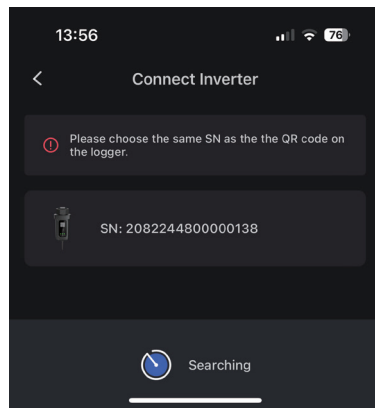 13:56
76
Connect Inverter
Please choose the same SN as the the QR code on
the logger.
SN: 2082244800000138
Searching